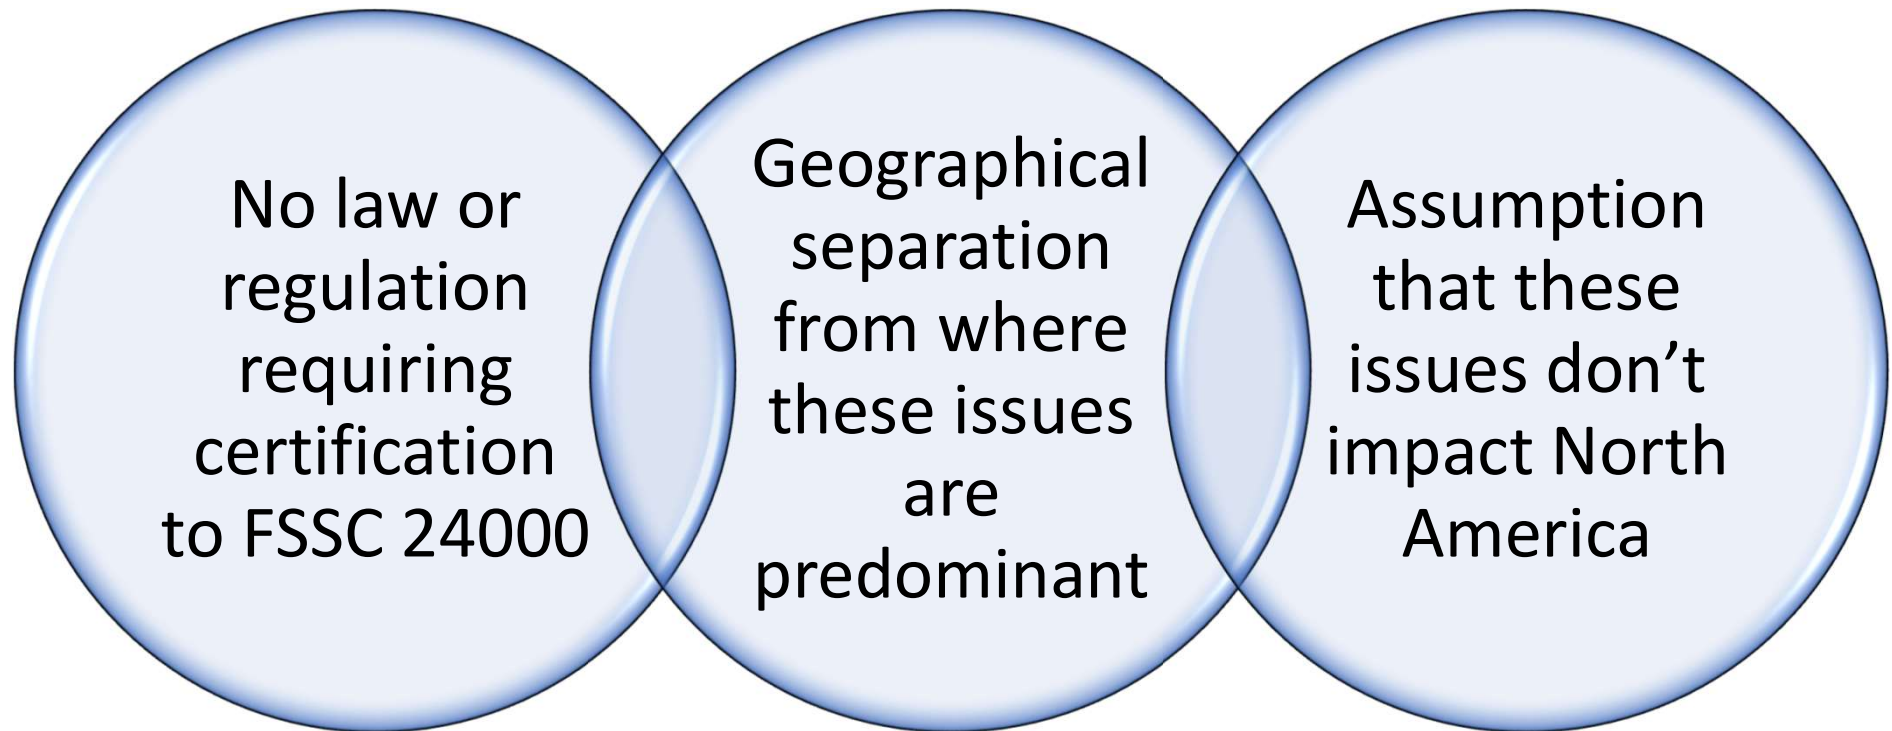 No law or
regulation
requiring
certification
to FSSC 24000
Geographical
separation
from where
these issues
are
predominant
Assumption
that these
issues don’t
impact North
America